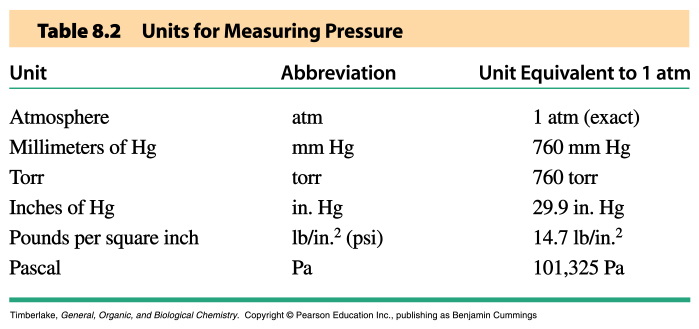 Table 8.2 Units for Measuring Pressure
Unit Abbreviation Unit Equivalent to 1 atm
Atmosphere atm 1 atm (exact)
Millimeters of Hg mm Hg 760 mm Hg
Torr torr 760 torr
Inches of Hg in. Hg 29.9 in. Hg
Pounds per square inch lb/in.² (psi) 14.7 lb/in.²
Pascal Pa 101,325 Pa
Timberlake, General, Organic, and Biological Chemistry. Copyright © Pearson Education Inc., publishing as Benjamin Cummings